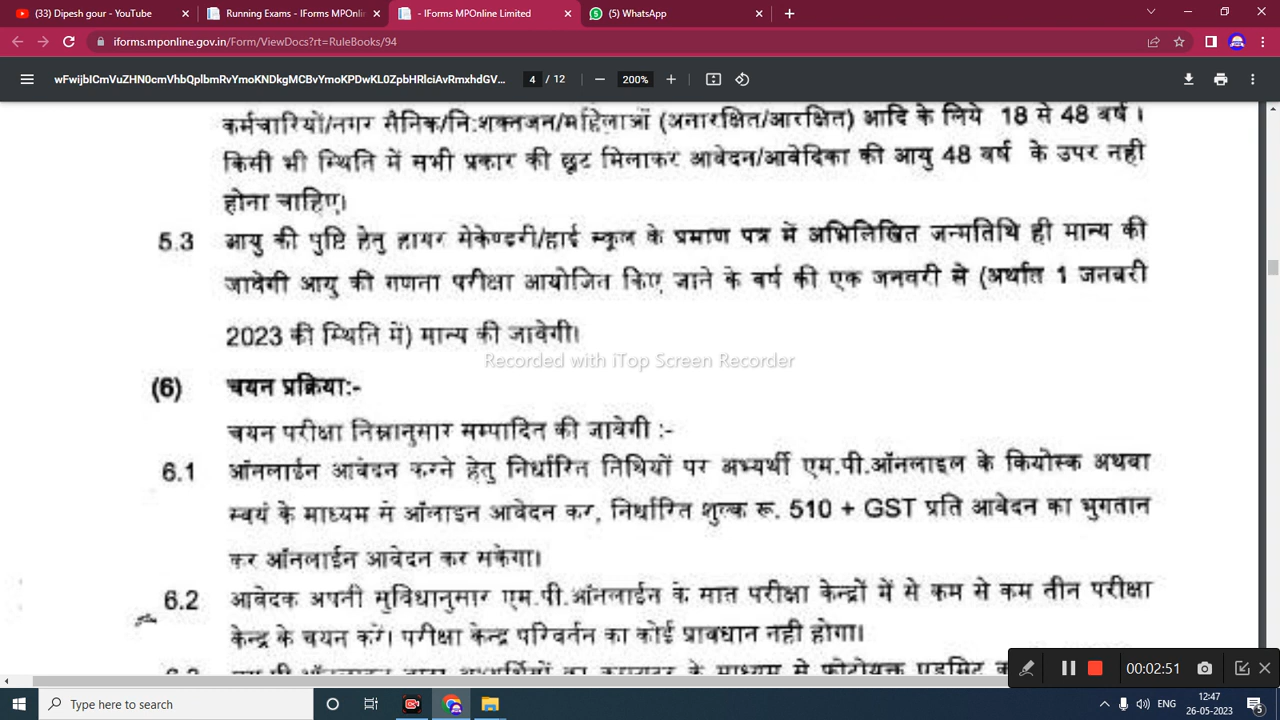 (33) Dipesh gour - YouTube
Running Exams - IForms MPOnlin
- IForms MPOnline Limited
(5) WhatsApp
iforms.mponline.gov.in/Form/ViewDocs?rt=RuleBooks/94
4 / 12
200%
कर्मचारियों/नगर सैनिक/नि:शक्तजन/महिलाओं (अनारक्षित/आरक्षित) आदि के लिये 18 से 48 वर्ष।
किसी भी स्थिति में सभी प्रकार की छूट मिलाकर आवेदन/आवेदिका की आयु 48 वर्ष के उपर नही
होना चाहिए।
5.3 आयु की पुष्टि हेतु हायर सेकेण्डरी/हाई स्कूल के प्रमाण पत्र में अभिलिखित जन्मतिथि ही मान्य की
जावेगी आयु की गणना परीक्षा आयोजित किए जाने के वर्ष की एक जनवरी से (अर्थात 1 जनबरी
2023 की स्थिति में) मान्य की जावेगी।
Recorded with iTop Screen Recorder
(6) चयन प्रक्रिया:-
चयन परीक्षा निम्नानुसार सम्पादित की जावेगी :-
6.1 ऑनलाईन आवेदन करने हेतु निर्धारित तिथियों पर अभ्यर्थी एम.पी.ऑनलाइल के कियोस्क अथवा
स्वयं के माध्यम से ऑलाइन आवेदन कर, निर्धारित शुल्क रू. 510 + GST प्रति आवेदन का भुगतान
कर ऑनलाईन आवेदन कर सकेगा।
6.2 आवेदक अपनी सुविधानुसार एम.पी.ऑनलाईन के सात परीक्षा केन्द्रों में से कम से कम तीन परीक्षा
केन्द्र के चयन करें। परीक्षा केन्द्र परिवर्तन का कोई प्रावधान नही होगा।
00:02:51
Type here to search
ENG
12:47
26-05-2023
5